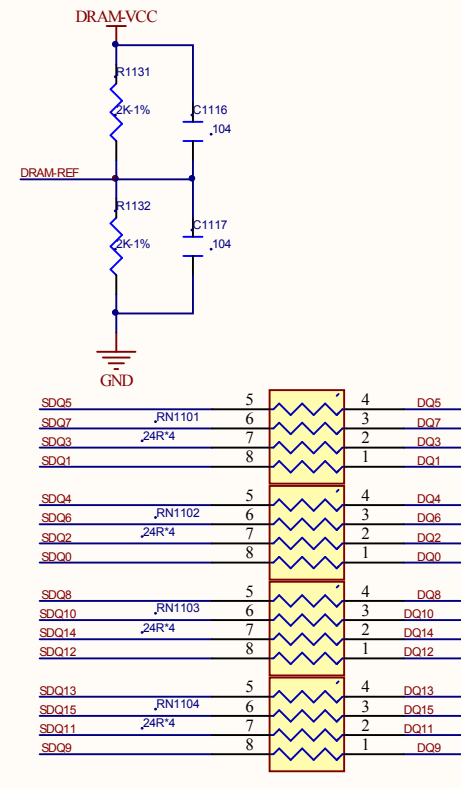 DRAM-VCC
R1131
2K-1%
C1116
104
DRAM-REF
R1132
2K-1%
C1117
104
GND
SDQ5 5 4 DQ5
SDQ7 RN1101 6 3 DQ7
SDQ3 24R*4 7 2 DQ3
SDQ1 8 1 DQ1
SDQ4 5 4 DQ4
SDQ6 RN1102 6 3 DQ6
SDQ2 24R*4 7 2 DQ2
SDQ0 8 1 DQ0
SDQ8 5 4 DQ8
SDQ10 RN1103 6 3 DQ10
SDQ14 24R*4 7 2 DQ14
SDQ12 8 1 DQ12
SDQ13 5 4 DQ13
SDQ15 RN1104 6 3 DQ15
SDQ11 24R*4 7 2 DQ11
SDQ9 8 1 DQ9